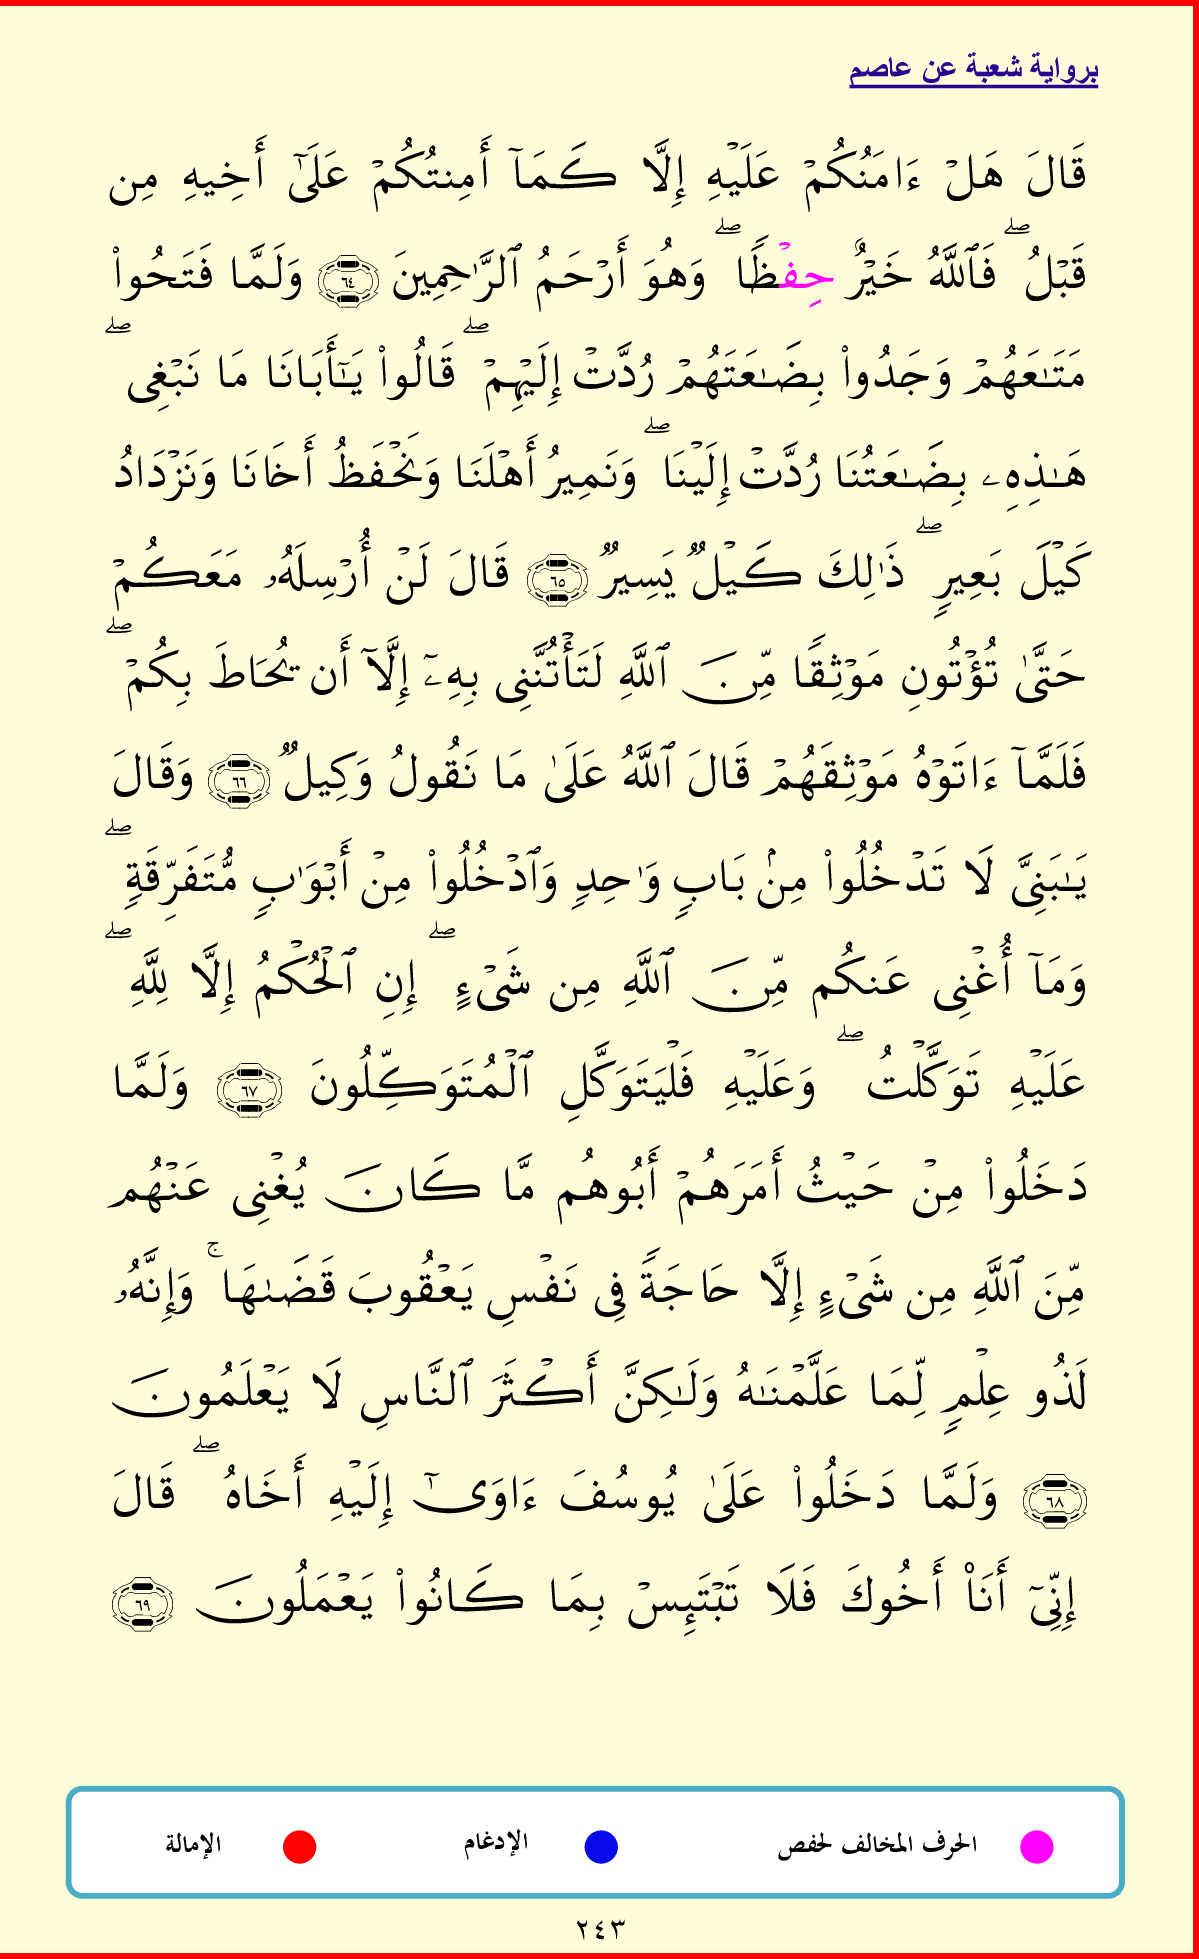 برواية شعبة عن عاصم
قَالَ هَلْ ءَامَنُكُمْ عَلَيْهِ إِلَّا كَمَآ أَمِنتُكُمْ عَلَىٰٓ أَخِيهِ مِن
قَبْلُ ۖ فَٱللَّهُ خَيْرٌ حِفْظًا ۖ وَهُوَ أَرْحَمُ ٱلرَّٰحِمِينَ ٦٤ وَلَمَّا فَتَحُوا۟
مَتَـٰعَهُمْ وَجَدُوا۟ بِضَـٰعَتَهُمْ رُدَّتْ إِلَيْهِمْ ۖ قَالُوا۟ يَـٰٓأَبَانَا مَا نَبْغِى ۖ
هَـٰذِهِۦ بِضَـٰعَتُنَا رُدَّتْ إِلَيْنَا ۖ وَنَمِيرُ أَهْلَنَا وَنَحْفَظُ أَخَانَا وَنَزْدَادُ
كَيْلَ بَعِيرٍ ۖ ذَٰلِكَ كَيْلٌ يَسِيرٌ ٦٥ قَالَ لَنْ أُرْسِلَهُۥ مَعَكُمْ
حَتَّىٰ تُؤْتُونِ مَوْثِقًا مِّنَ ٱللَّهِ لَتَأْتُنَّنِى بِهِۦٓ إِلَّآ أَن يُحَاطَ بِكُمْ ۖ
فَلَمَّآ ءَاتَوْهُ مَوْثِقَهُمْ قَالَ ٱللَّهُ عَلَىٰ مَا نَقُولُ وَكِيلٌ ٦٦ وَقَالَ
يَـٰبَنِىَّ لَا تَدْخُلُوا۟ مِنۢ بَابٍ وَٰحِدٍ وَٱدْخُلُوا۟ مِنْ أَبْوَٰبٍ مُّتَفَرِّقَةٍ ۖ
وَمَآ أُغْنِى عَنكُم مِّنَ ٱللَّهِ مِن شَىْءٍ ۖ إِنِ ٱلْحُكْمُ إِلَّا لِلَّهِ ۖ
عَلَيْهِ تَوَكَّلْتُ ۖ وَعَلَيْهِ فَلْيَتَوَكَّلِ ٱلْمُتَوَكِّلُونَ ٦٧ وَلَمَّا
دَخَلُوا۟ مِنْ حَيْثُ أَمَرَهُمْ أَبُوهُم مَّا كَانَ يُغْنِى عَنْهُم
مِّنَ ٱللَّهِ مِن شَىْءٍ إِلَّا حَاجَةً فِى نَفْسِ يَعْقُوبَ قَضَىٰهَا ۚ وَإِنَّهُۥ
لَذُو عِلْمٍ لِّمَا عَلَّمْنَـٰهُ وَلَـٰكِنَّ أَكْثَرَ ٱلنَّاسِ لَا يَعْلَمُونَ
٦٨ وَلَمَّا دَخَلُوا۟ عَلَىٰ يُوسُفَ ءَاوَىٰٓ إِلَيْهِ أَخَاهُ ۖ قَالَ
إِنِّىٓ أَنَا۠ أَخُوكَ فَلَا تَبْتَئِسْ بِمَا كَانُوا۟ يَعْمَلُونَ ٦٩
الحرف المخالف لحفص الإدغام الإمالة
٢٤٣